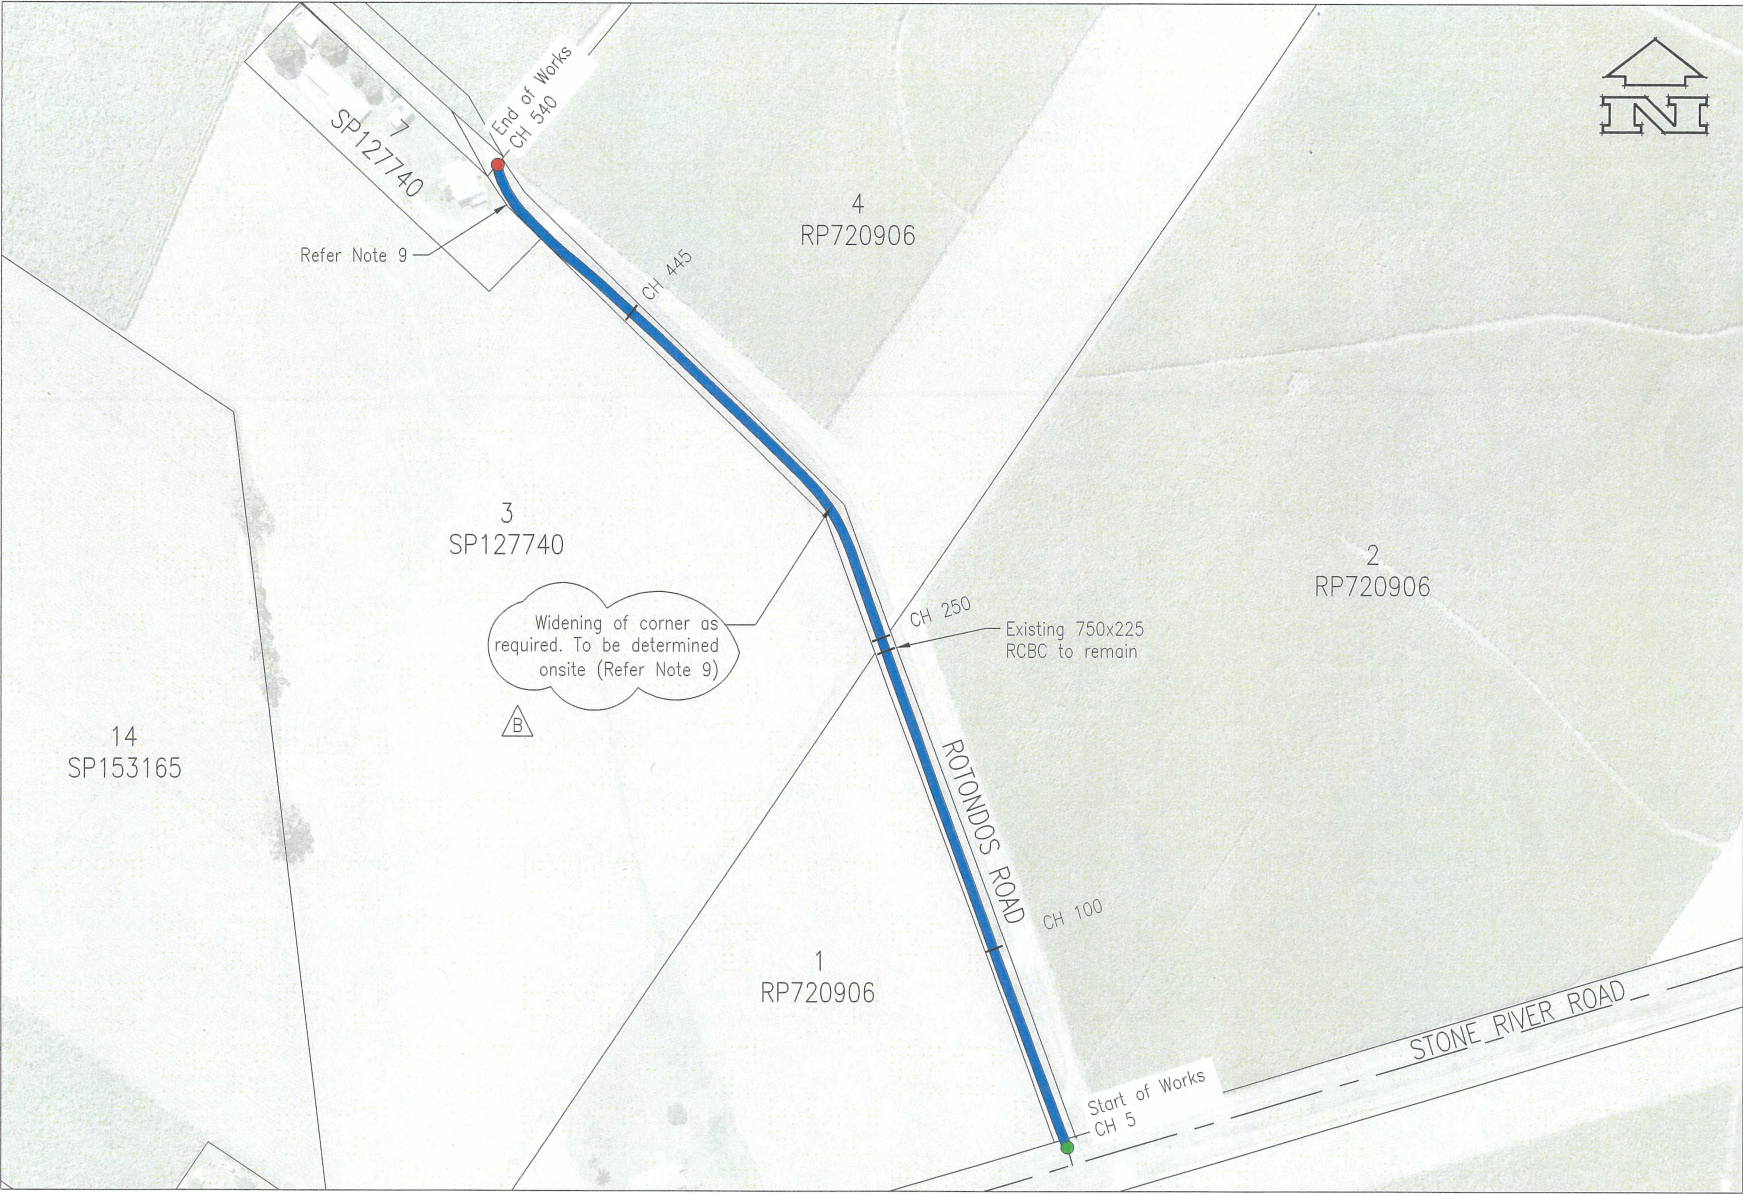 N
End of Works
CH 540
7
SP127740
4
RP720906
Refer Note 9
CH 445
3
SP127740
2
RP720906
Widening of corner as
required. To be determined
onsite (Refer Note 9)
B
CH 250
Existing 750x225
RCBC to remain
14
SP153165
ROTONDOS ROAD
CH 100
1
RP720906
STONE RIVER ROAD
Start of Works
CH 5